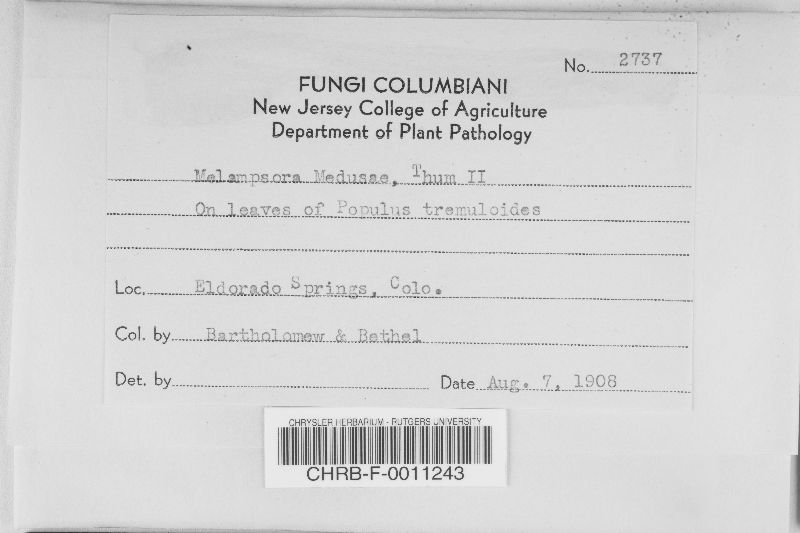 No. 2737
FUNGI COLUMBIANI
New Jersey College of Agriculture
Department of Plant Pathology
Melampsora Medusae, Thum II
On leaves of Populus tremuloides
Loc. Eldorado Springs, Colo.
Col. by Bartholomew & Bethel
Det. by
Date Aug. 7, 1908
CHRYSLER HERBARIUM - RUTGERS UNIVERSITY
CHRB-F-0011243